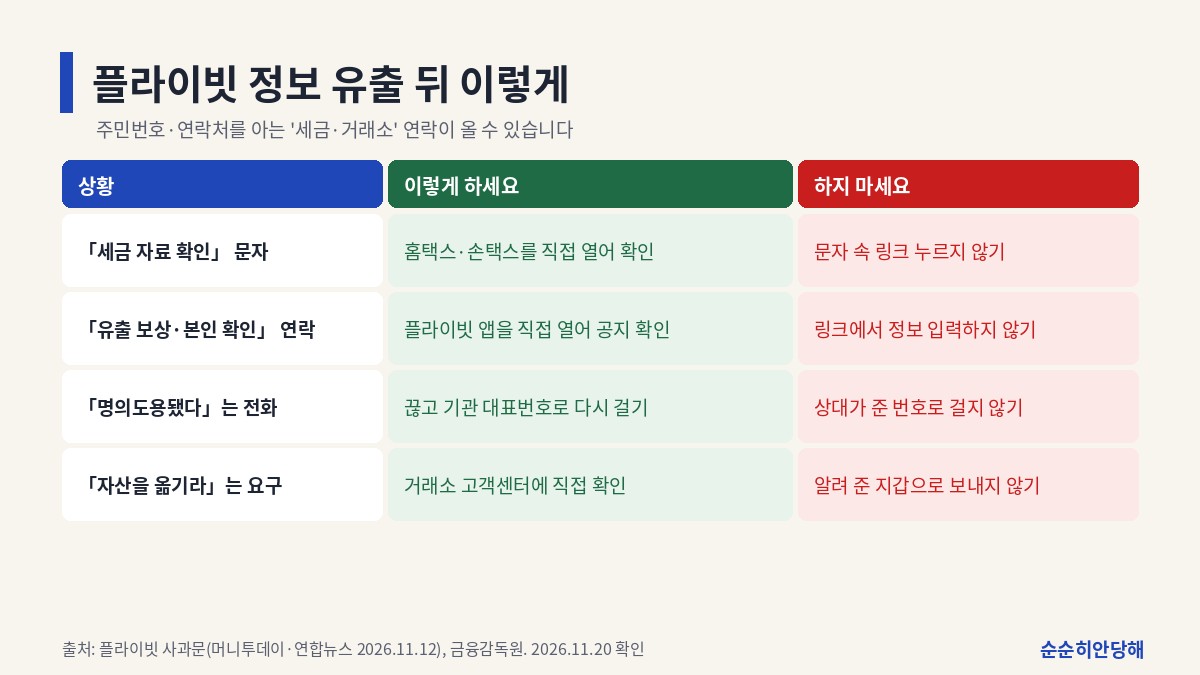 플라이빗 정보 유출 뒤 이렇게
주민번호·연락처를 아는 '세금·거래소' 연락이 올 수 있습니다
상황 이렇게 하세요 하지 마세요
「세금 자료 확인」 문자 홈택스·손택스를 직접 열어 확인 문자 속 링크 누르지 않기
「유출 보상·본인 확인」 연락 플라이빗 앱을 직접 열어 공지 확인 링크에서 정보 입력하지 않기
「명의도용됐다」는 전화 끊고 기관 대표번호로 다시 걸기 상대가 준 번호로 걸지 않기
「자산을 옮기라」는 요구 거래소 고객센터에 직접 확인 알려 준 지갑으로 보내지 않기
출처: 플라이빗 사과문(머니투데이·연합뉴스 2026.11.12), 금융감독원. 2026.11.20 확인
순순히안당해